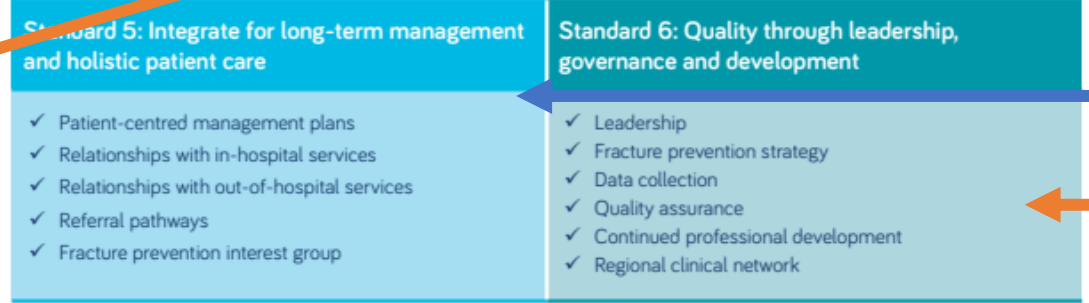 Standard 5: Integrate for long-term management
and holistic patient care
✓ Patient-centred management plans
✓ Relationships with in-hospital services
✓ Relationships with out-of-hospital services
✓ Referral pathways
✓ Fracture prevention interest group
Standard 6: Quality through leadership,
governance and development
✓ Leadership
✓ Fracture prevention strategy
✓ Data collection
✓ Quality assurance
✓ Continued professional development
✓ Regional clinical network